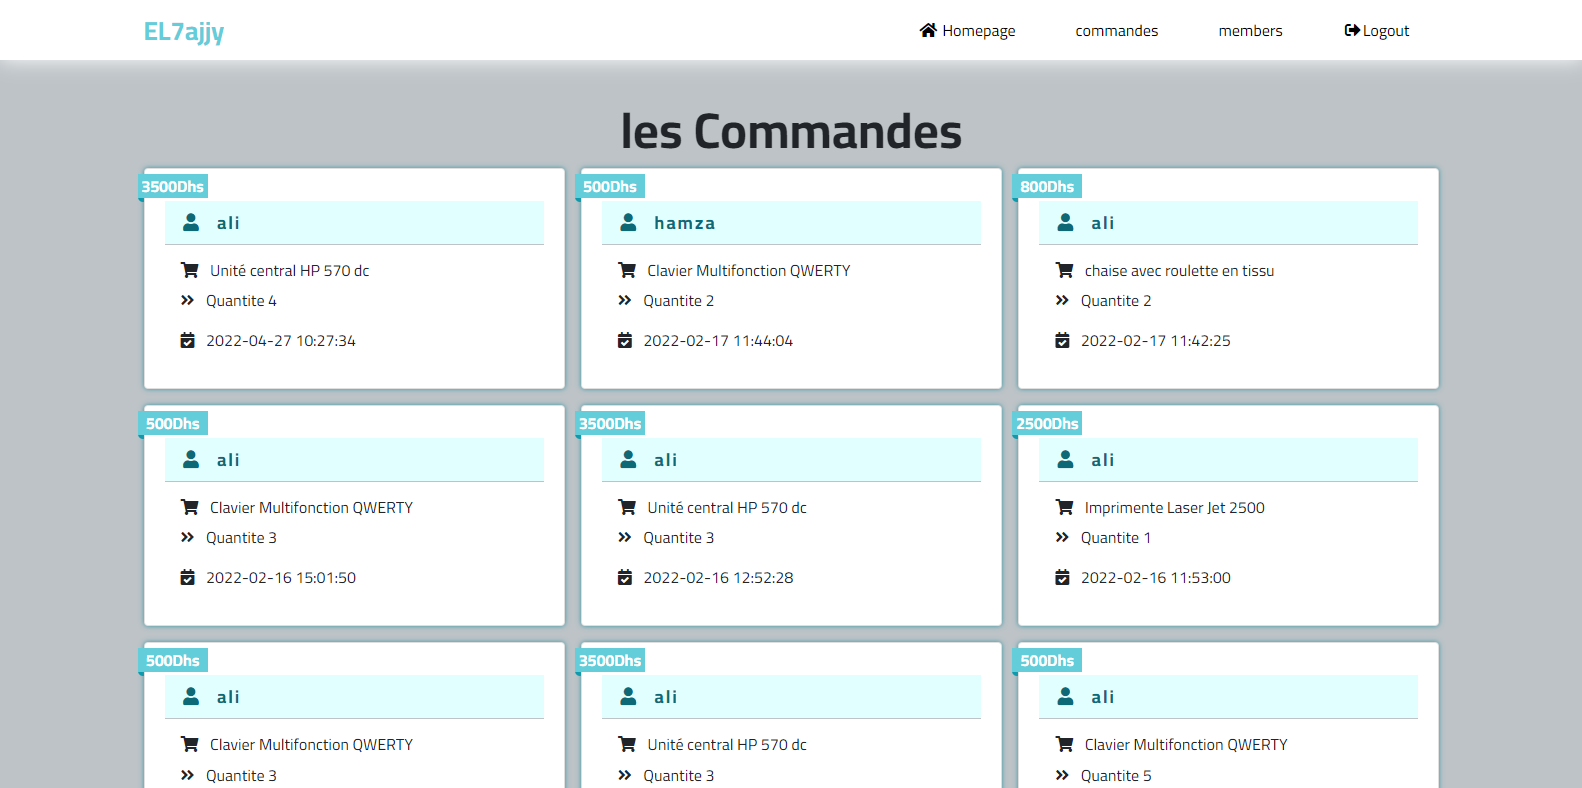 EL7ajjy
Homepage
commandes
members
Logout
les Commandes
3500Dhs
ali
Unité central HP 570 dc
Quantite 4
2022-04-27 10:27:34
500Dhs
hamza
Clavier Multifonction QWERTY
Quantite 2
2022-02-17 11:44:04
800Dhs
ali
chaise avec roulette en tissu
Quantite 2
2022-02-17 11:42:25
500Dhs
ali
Clavier Multifonction QWERTY
Quantite 3
2022-02-16 15:01:50
3500Dhs
ali
Unité central HP 570 dc
Quantite 3
2022-02-16 12:52:28
2500Dhs
ali
Imprimente Laser Jet 2500
Quantite 1
2022-02-16 11:53:00
500Dhs
ali
Clavier Multifonction QWERTY
Quantite 3
3500Dhs
ali
Unité central HP 570 dc
Quantite 3
500Dhs
ali
Clavier Multifonction QWERTY
Quantite 5